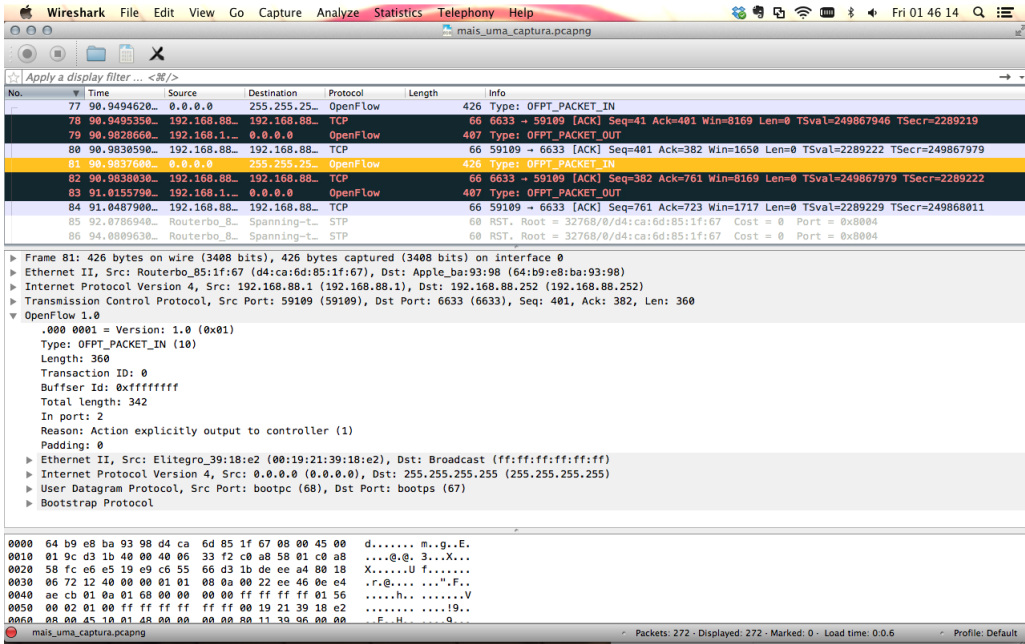 Wireshark File Edit View Go Capture Analyze Statistics Telephony Help Fri 01 46 14
mais_uma_captura.pcapng
Apply a display filter ... <⌘/>
No. Time Source Destination Protocol Length Info
77 90.9494620… 0.0.0.0 255.255.25… OpenFlow 426 Type: OFPT_PACKET_IN
78 90.9495350… 192.168.88… 192.168.88… TCP 66 6633 → 59109 [ACK] Seq=41 Ack=401 Win=8169 Len=0 TSval=249867946 TSecr=2289219
79 90.9828660… 192.168.1.… 0.0.0.0 OpenFlow 407 Type: OFPT_PACKET_OUT
80 90.9830590… 192.168.88… 192.168.88… TCP 66 59109 → 6633 [ACK] Seq=401 Ack=382 Win=1650 Len=0 TSval=2289222 TSecr=249867979
81 90.9837600… 0.0.0.0 255.255.25… OpenFlow 426 Type: OFPT_PACKET_IN
82 90.9838030… 192.168.88… 192.168.88… TCP 66 6633 → 59109 [ACK] Seq=382 Ack=761 Win=8169 Len=0 TSval=249867979 TSecr=2289222
83 91.0155790… 192.168.1.… 0.0.0.0 OpenFlow 407 Type: OFPT_PACKET_OUT
84 91.0487900… 192.168.88… 192.168.88… TCP 66 59109 → 6633 [ACK] Seq=761 Ack=723 Win=1717 Len=0 TSval=2289229 TSecr=249868011
85 92.0786940… Routerbo_8… Spanning-t… STP 60 RST. Root = 32768/0/d4:ca:6d:85:1f:67 Cost = 0 Port = 0x8004
86 94.0809630… Routerbo_8… Spanning-t… STP 60 RST. Root = 32768/0/d4:ca:6d:85:1f:67 Cost = 0 Port = 0x8004
Frame 81: 426 bytes on wire (3408 bits), 426 bytes captured (3408 bits) on interface 0
Ethernet II, Src: Routerbo_85:1f:67 (d4:ca:6d:85:1f:67), Dst: Apple_ba:93:98 (64:b9:e8:ba:93:98)
Internet Protocol Version 4, Src: 192.168.88.1 (192.168.88.1), Dst: 192.168.88.252 (192.168.88.252)
Transmission Control Protocol, Src Port: 59109 (59109), Dst Port: 6633 (6633), Seq: 401, Ack: 382, Len: 360
OpenFlow 1.0
.000 0001 = Version: 1.0 (0x01)
Type: OFPT_PACKET_IN (10)
Length: 360
Transaction ID: 0
Buffser Id: 0xffffffff
Total length: 342
In port: 2
Reason: Action explicitly output to controller (1)
Padding: 0
Ethernet II, Src: Elitegro_39:18:e2 (00:19:21:39:18:e2), Dst: Broadcast (ff:ff:ff:ff:ff:ff)
Internet Protocol Version 4, Src: 0.0.0.0 (0.0.0.0), Dst: 255.255.255.255 (255.255.255.255)
User Datagram Protocol, Src Port: bootpc (68), Dst Port: bootps (67)
Bootstrap Protocol
0000 64 b9 e8 ba 93 98 d4 ca 6d 85 1f 67 08 00 45 00 d....... m..g..E.
0010 01 9c d3 1b 40 00 40 06 33 f2 c0 a8 58 01 c0 a8 ....@.@. 3...X...
0020 58 fc e6 e5 19 e9 c6 55 66 d3 1b de ee a4 80 18 X......U f.......
0030 06 72 12 40 00 00 01 01 08 0a 00 22 ee 46 0e e4 .r.@.... ...".F..
0040 ae cb 01 0a 01 68 00 00 00 00 ff ff ff ff 01 56 .....h.. .......V
0050 00 02 01 00 ff ff ff ff ff ff 00 19 21 39 18 e2 ........ ....!9..
0060 08 00 45 10 01 48 00 00 00 00 80 11 39 96 00 00 ..E..H.. ....9...
mais_uma_captura.pcapng Packets: 272 · Displayed: 272 · Marked: 0 · Load time: 0:0.6 Profile: Default